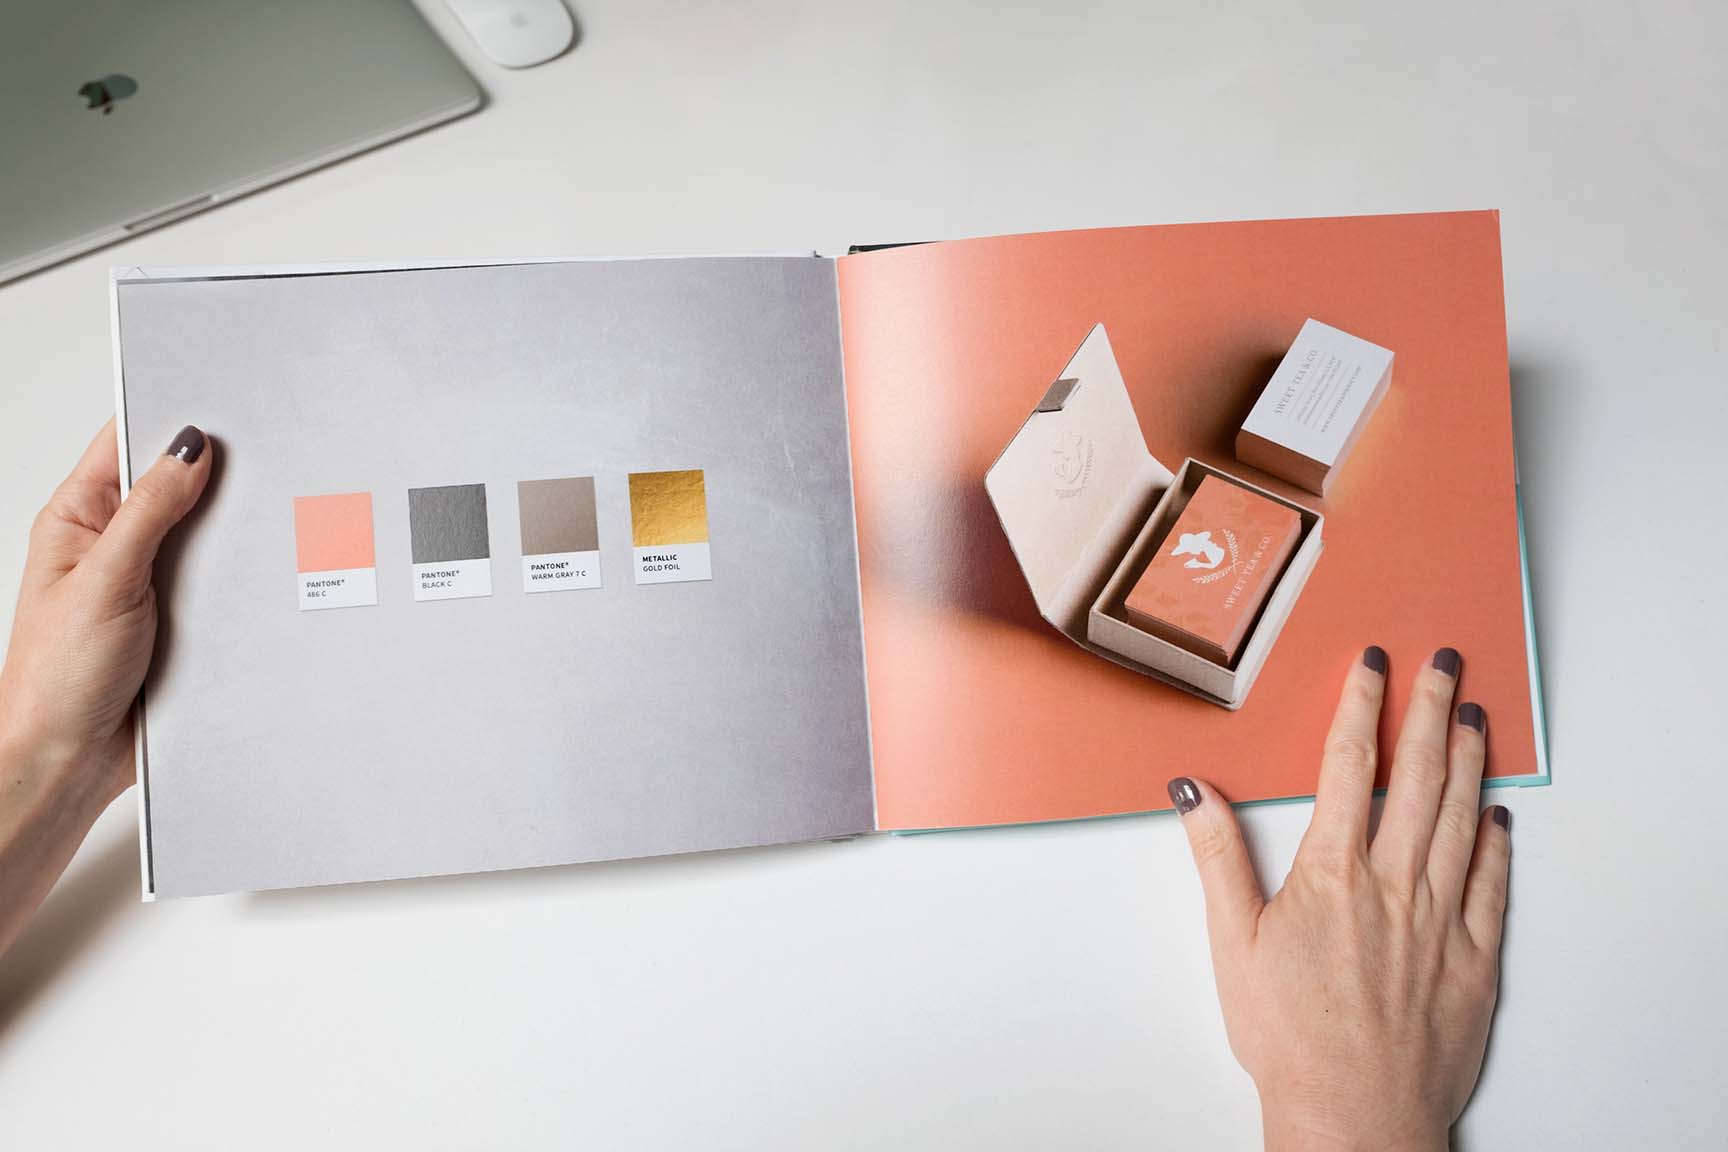 PANTONE®
486 C
PANTONE®
BLACK C
PANTONE®
WARM GRAY 7 C
METALLIC
GOLD FOIL
SWEET TEA & CO.
SWEET TEA & CO.